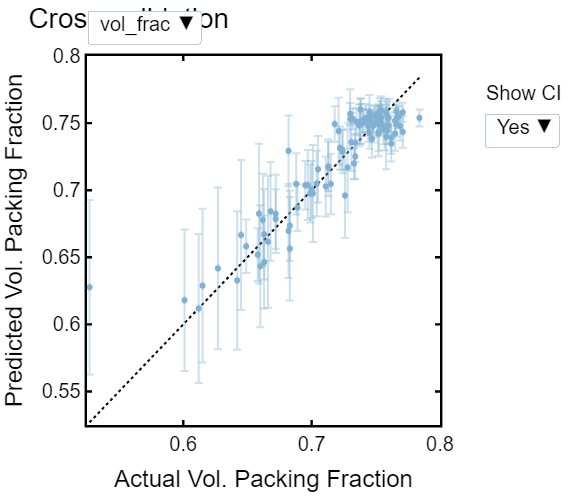 Cros
on
vol_frac ▼
Show CI
Yes ▼
Predicted Vol. Packing Fraction
0.8
0.75
0.7
0.65
0.6
0.55
0.6
0.7
0.8
Actual Vol. Packing Fraction